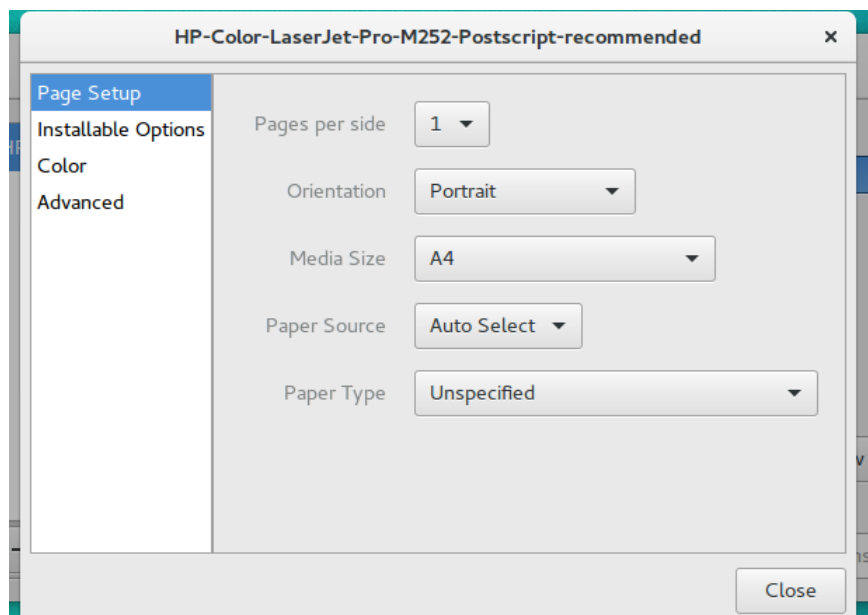 HP-Color-LaserJet-Pro-M252-Postscript-recommended
Page Setup
Installable Options
Color
Advanced
Pages per side 1
Orientation Portrait
Media Size A4
Paper Source Auto Select
Paper Type Unspecified
Close